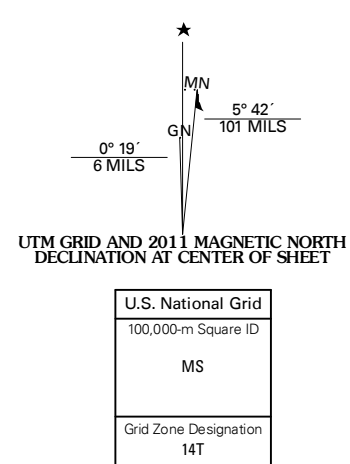 ★
MN
5° 42´
101 MILS
GN
0° 19´
6 MILS
UTM GRID AND 2011 MAGNETIC NORTH
DECLINATION AT CENTER OF SHEET
U.S. National Grid
100,000-m Square ID
MS
Grid Zone Designation
14T